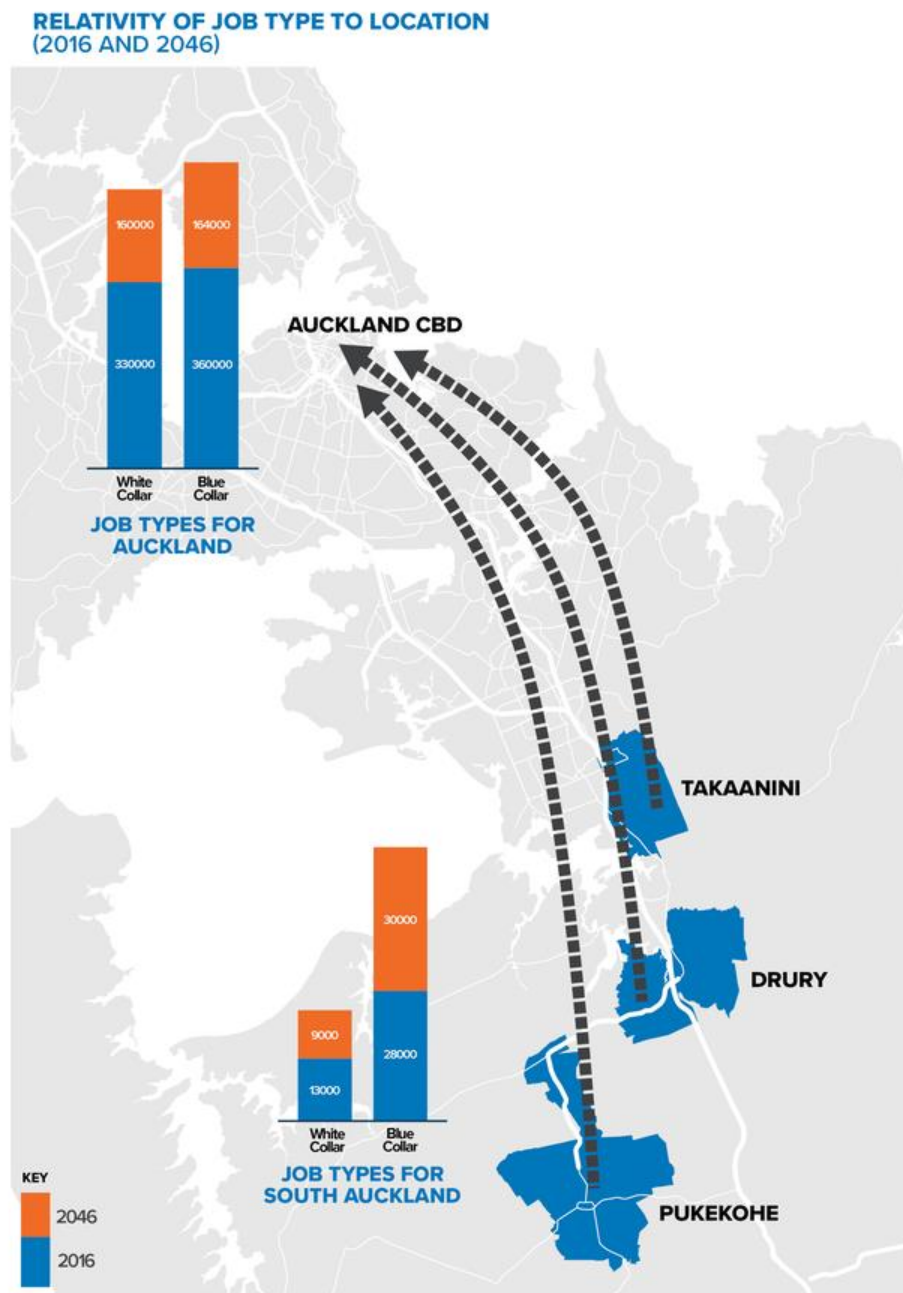 RELATIVITY OF JOB TYPE TO LOCATION
(2016 AND 2046)
160000
164000
330000
360000
White
Collar
Blue
Collar
JOB TYPES FOR
AUCKLAND
AUCKLAND CBD
TAKAANINI
DRURY
PUKEKOHE
30000
9000
28000
13000
White
Collar
Blue
Collar
JOB TYPES FOR
SOUTH AUCKLAND
KEY
2046
2016